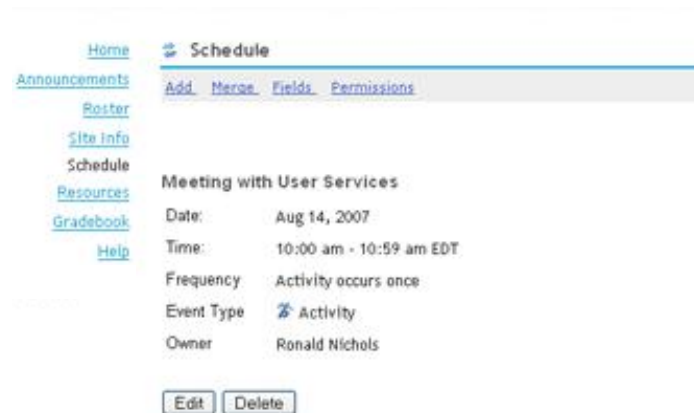 Home
Announcements
Roster
Site Info
Schedule
Resources
Gradebook
Help
Schedule
Add Merge Fields Permissions
Meeting with User Services
Date: Aug 14, 2007
Time: 10:00 am - 10:59 am EDT
Frequency Activity occurs once
Event Type Activity
Owner Ronald Nichols
Edit Delete